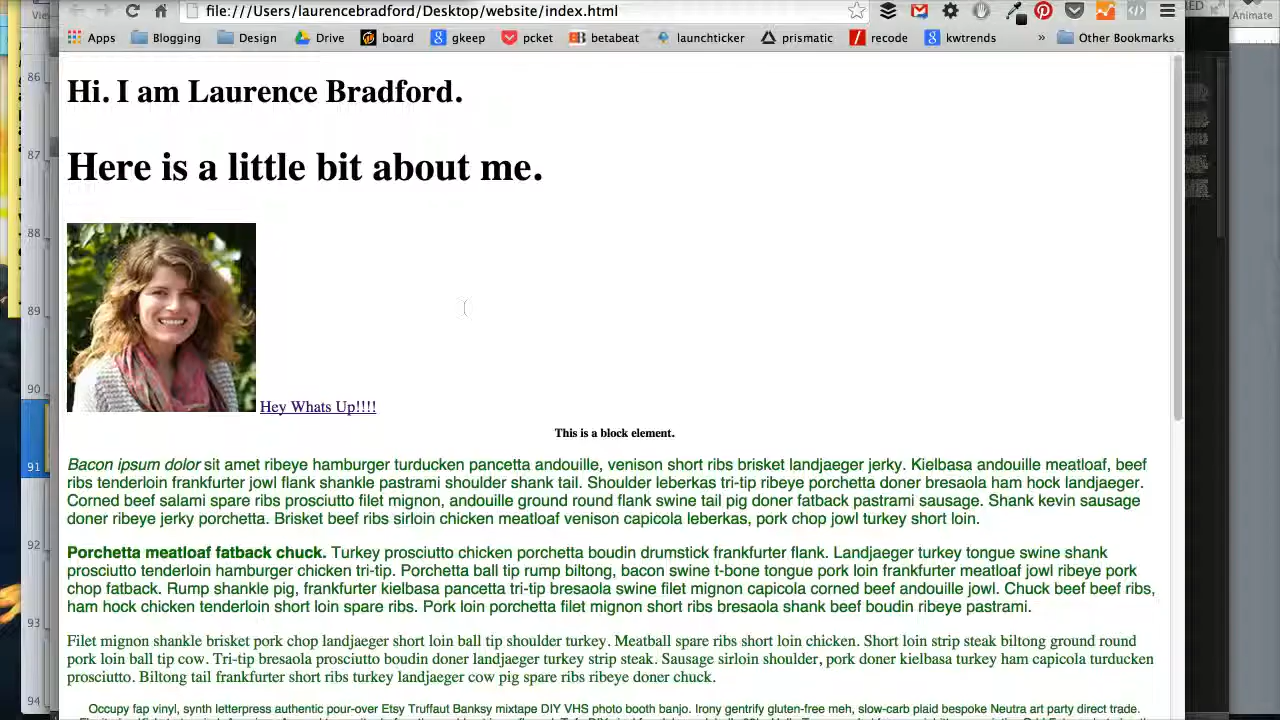 file:///Users/laurencebradford/Desktop/website/index.html
Animate
Apps Blogging Design Drive board gkeep pcket betabeat launchticker prismatic recode kwtrends » Other Bookmarks
86
Hi. I am Laurence Bradford.
87
Here is a little bit about me.
88
89
90
Hey Whats Up!!!!
This is a block element.
91
Bacon ipsum dolor sit amet ribeye hamburger turducken pancetta andouille, venison short ribs brisket landjaeger jerky. Kielbasa andouille meatloaf, beef
ribs tenderloin frankfurter jowl flank shankle pastrami shoulder shank tail. Shoulder leberkas tri-tip ribeye porchetta doner bresaola ham hock landjaeger.
Corned beef salami spare ribs prosciutto filet mignon, andouille ground round flank swine tail pig doner fatback pastrami sausage. Shank kevin sausage
doner ribeye jerky porchetta. Brisket beef ribs sirloin chicken meatloaf venison capicola leberkas, pork chop jowl turkey short loin.
92
Porchetta meatloaf fatback chuck. Turkey prosciutto chicken porchetta boudin drumstick frankfurter flank. Landjaeger turkey tongue swine shank
prosciutto tenderloin hamburger chicken tri-tip. Porchetta ball tip rump biltong, bacon swine t-bone tongue pork loin frankfurter meatloaf jowl ribeye pork
chop fatback. Rump shankle pig, frankfurter kielbasa pancetta tri-tip bresaola swine filet mignon capicola corned beef andouille jowl. Chuck beef beef ribs,
ham hock chicken tenderloin short loin spare ribs. Pork loin porchetta filet mignon short ribs bresaola shank beef boudin ribeye pastrami.
93
Filet mignon shankle brisket pork chop landjaeger short loin ball tip shoulder turkey. Meatball spare ribs short loin chicken. Short loin strip steak biltong ground round
pork loin ball tip cow. Tri-tip bresaola prosciutto boudin doner landjaeger turkey strip steak. Sausage sirloin shoulder, pork doner kielbasa turkey ham capicola turducken
prosciutto. Biltong tail frankfurter short ribs turkey landjaeger cow pig spare ribs ribeye doner chuck.
94
Occupy fap vinyl, synth letterpress authentic pour-over Etsy Truffaut Banksy mixtape DIY VHS photo booth banjo. Irony gentrify gluten-free meh, slow-carb plaid bespoke Neutra art party direct trade.